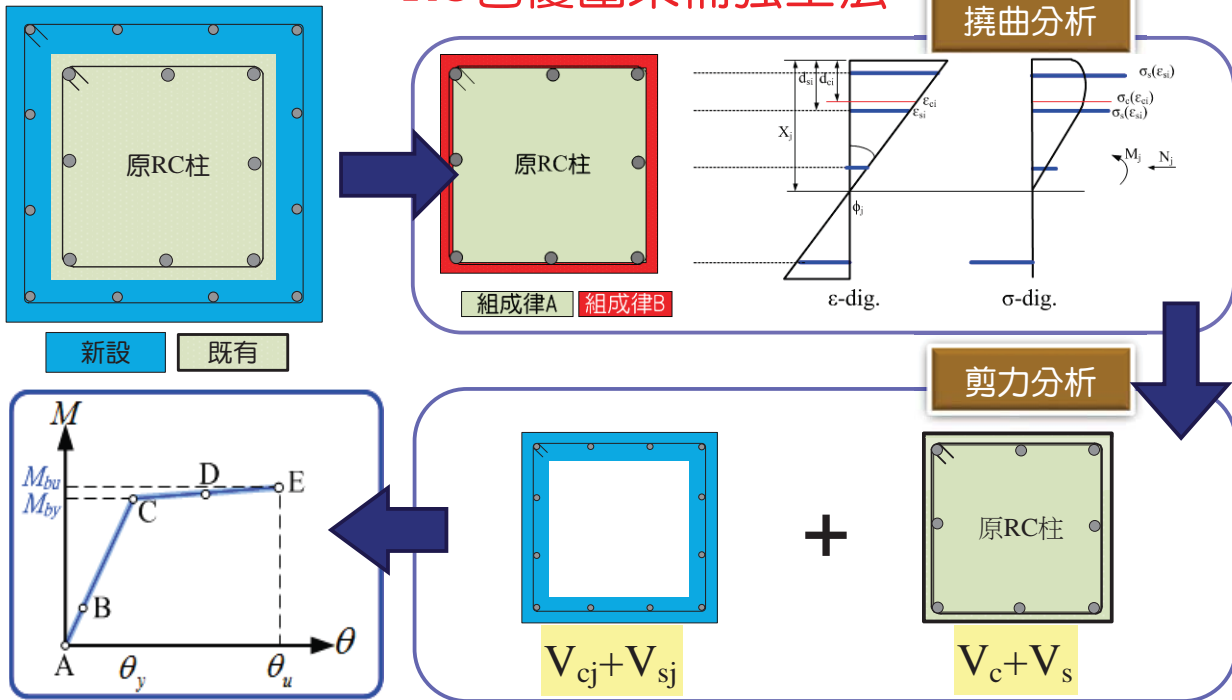 撓曲分析
原RC柱
新設
既有
原RC柱
組成律A
組成律B
d_si
d_ci
X_j
ε_ci
ε_si
ϕ_j
ε-dig.
σ_s(ε_si)
σ_c(ε_ci)
σ_s(ε_si)
M_j
N_j
σ-dig.
剪力分析
V_cj+V_sj
+
原RC柱
V_c+V_s
M
M_bu
M_by
A
B
C
D
E
θ_y
θ_u
θ